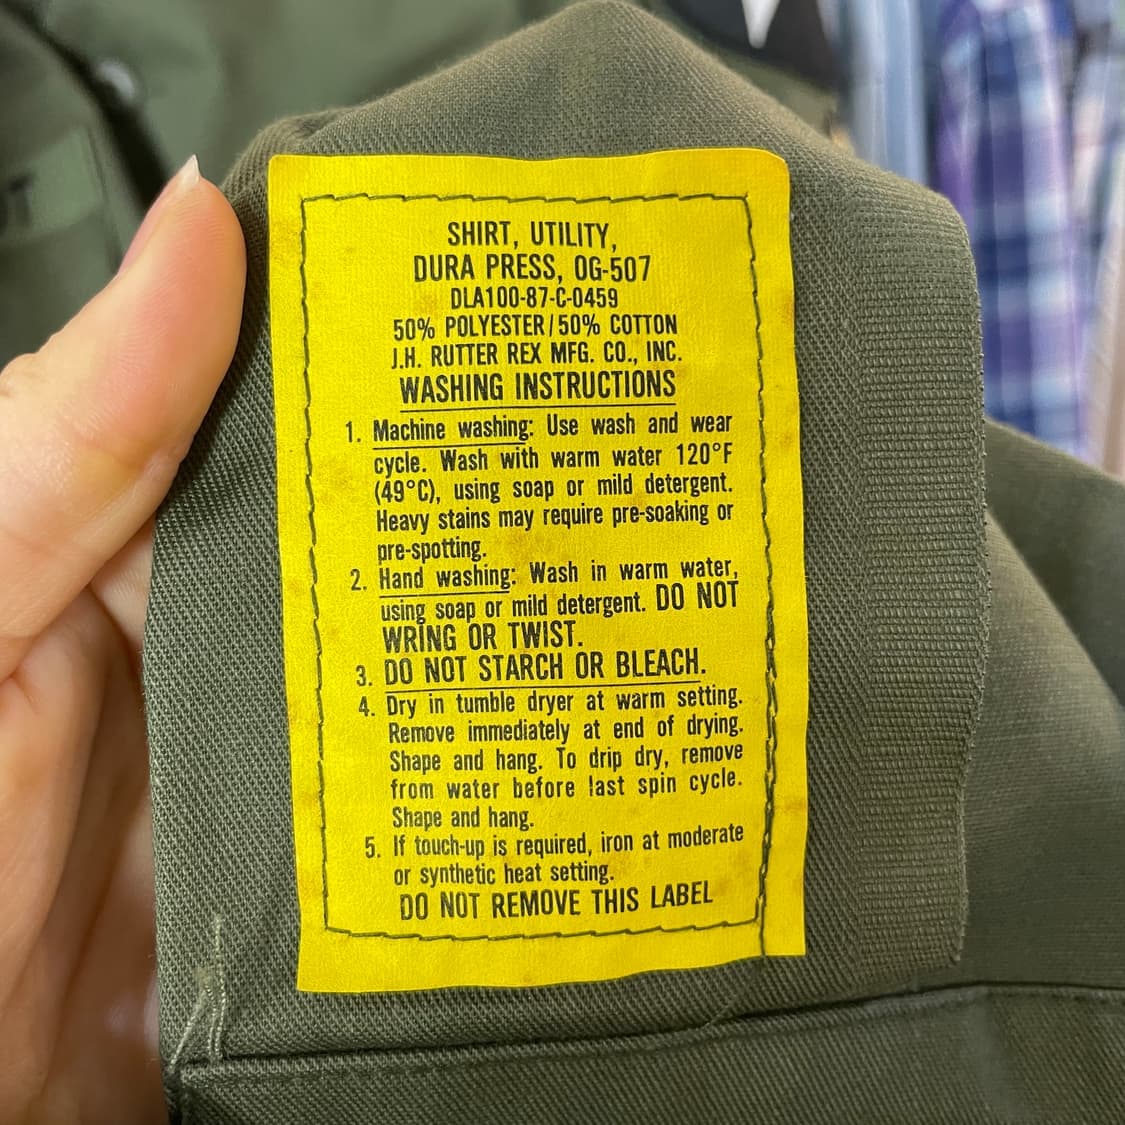 SHIRT, UTILITY,
DURA PRESS, OG-507
DLA100-87-C-0459
50% POLYESTER/50% COTTON
J.H. RUTTER REX MFG. CO., INC.
WASHING INSTRUCTIONS
1. Machine washing: Use wash and wear
cycle. Wash with warm water 120°F
(49°C), using soap or mild detergent.
Heavy stains may require pre-soaking or
pre-spotting.
2. Hand washing: Wash in warm water,
using soap or mild detergent. DO NOT
WRING OR TWIST.
3. DO NOT STARCH OR BLEACH.
4. Dry in tumble dryer at warm setting.
Remove immediately at end of drying.
Shape and hang. To drip dry, remove
from water before last spin cycle.
Shape and hang.
5. If touch-up is required, iron at moderate
or synthetic heat setting.
DO NOT REMOVE THIS LABEL